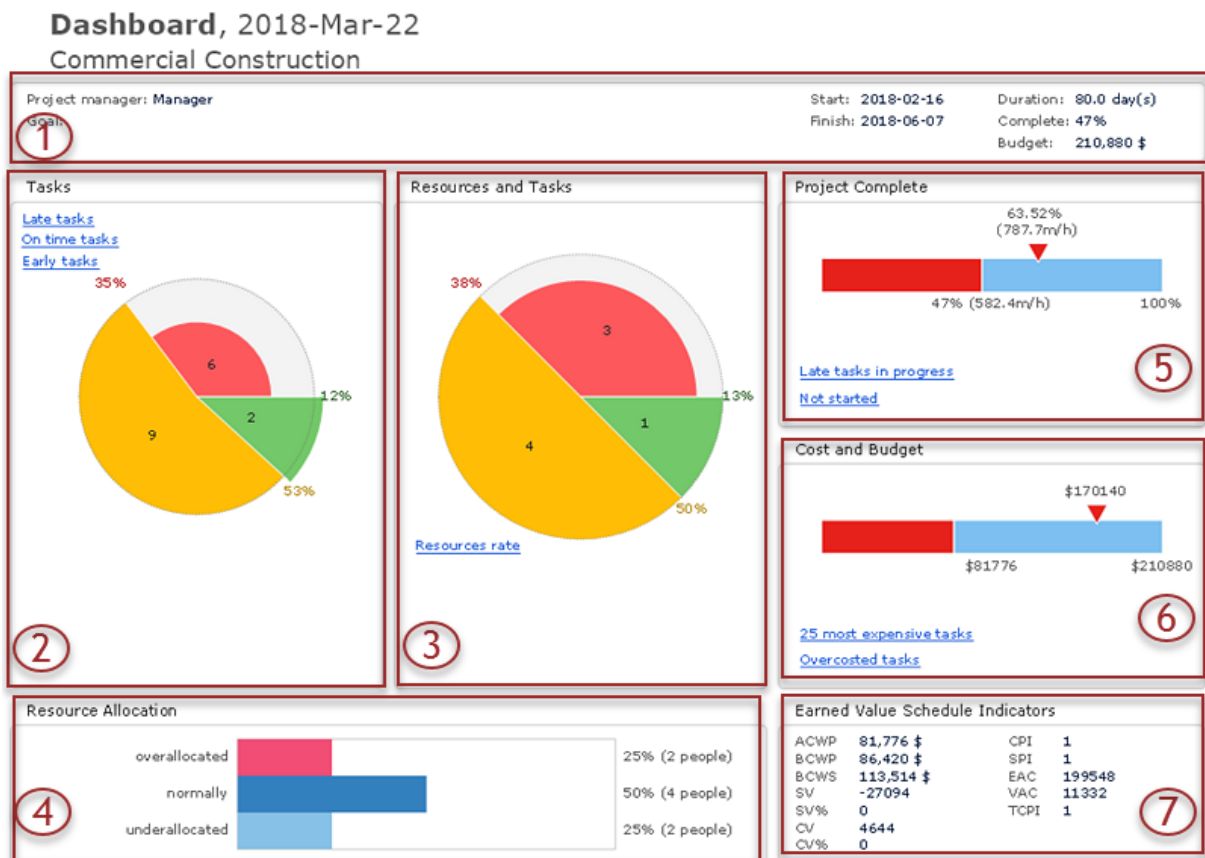 Dashboard, 2018-Mar-22
Commercial Construction
Project manager: Manager
Goal:
1
Start: 2018-02-16
Finish: 2018-06-07
Duration: 80.0 day(s)
Complete: 47%
Budget: 210,880 $
Tasks
Late tasks
On time tasks
Early tasks
35%
6
12%
2
9
53%
2
Resources and Tasks
38%
3
13%
1
4
50%
Resources rate
3
Project Complete
63.52%
(787.7m/h)
47% (582.4m/h) 100%
Late tasks in progress
Not started
5
Cost and Budget
$170140
$81776 $210880
25 most expensive tasks
Overcosted tasks
6
Resource Allocation
overallocated 25% (2 people)
normally 50% (4 people)
underallocated 25% (2 people)
4
Earned Value Schedule Indicators
ACWP 81,776 $ CPI 1
BCWP 86,420 $ SPI 1
BCWS 113,514 $ EAC 199548
SV -27094 VAC 11332
SV% 0 TCPI 1
CV 4644
CV% 0
7